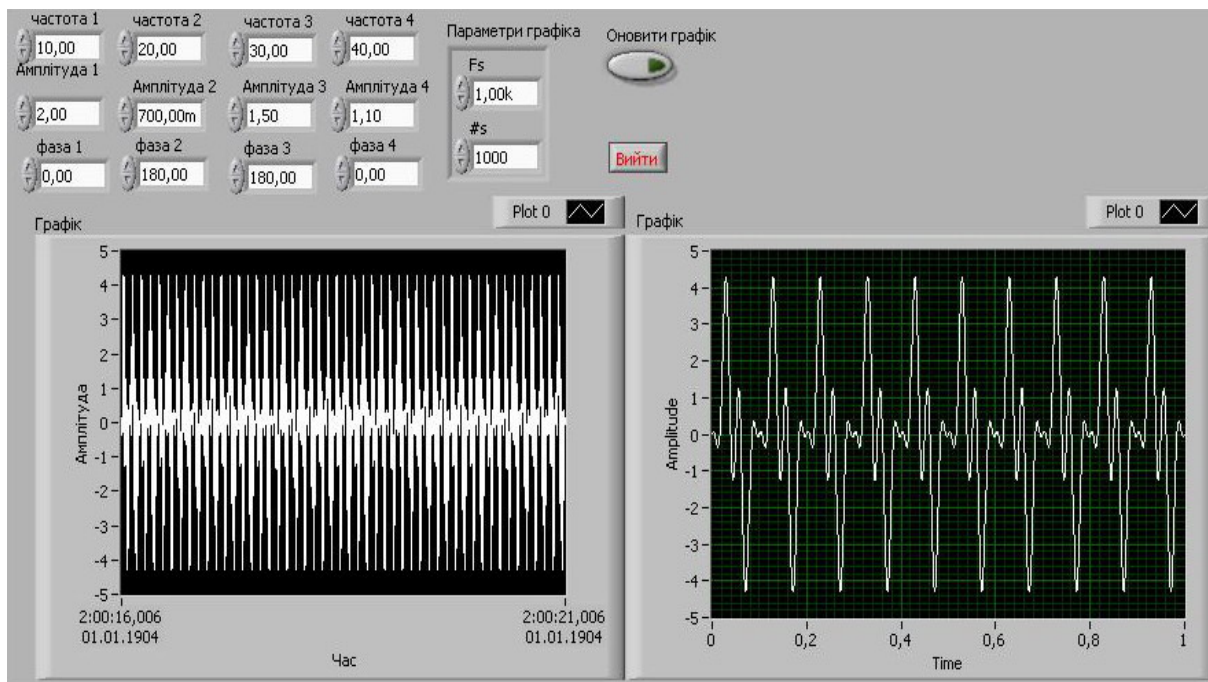 частота 1 частота 2 частота 3 частота 4
10,00 20,00 30,00 40,00
Амплітуда 1 Амплітуда 2 Амплітуда 3 Амплітуда 4
2,00 700,00m 1,50 1,10
фаза 1 фаза 2 фаза 3 фаза 4
0,00 180,00 180,00 0,00
Параметри графіка
Fs
1,00k
#s
1000
Оновити графік
Вийти
Графік
Plot 0
Амплітуда
5
4
3
2
1
0
-1
-2
-3
-4
-5
2:00:16,006 2:00:21,006
01.01.1904 01.01.1904
Час
Графік
Plot 0
Amplitude
5
4
3
2
1
0
-1
-2
-3
-4
-5
0 0,2 0,4 0,6 0,8 1
Time